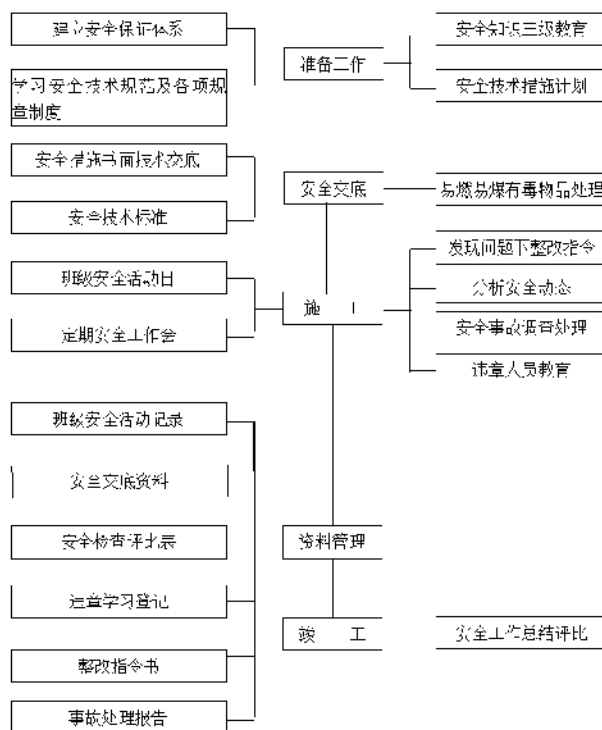 建立安全保证体系
学习安全技术规范及各项规
章制度
安全措施书面技术交底
安全技术标准
班级安全活动日
定期安全工作会
班级安全活动记录
安全交底资料
安全检查评比表
违章学习登记
整改指令书
事故处理报告
准备工作
安全交底
施 工
资料管理
竣 工
安全知识三级教育
安全技术措施计划
易燃易爆有毒物品处理
发现问题下整改指令
分析安全动态
安全事故调查处理
违章人员教育
安全工作总结评比